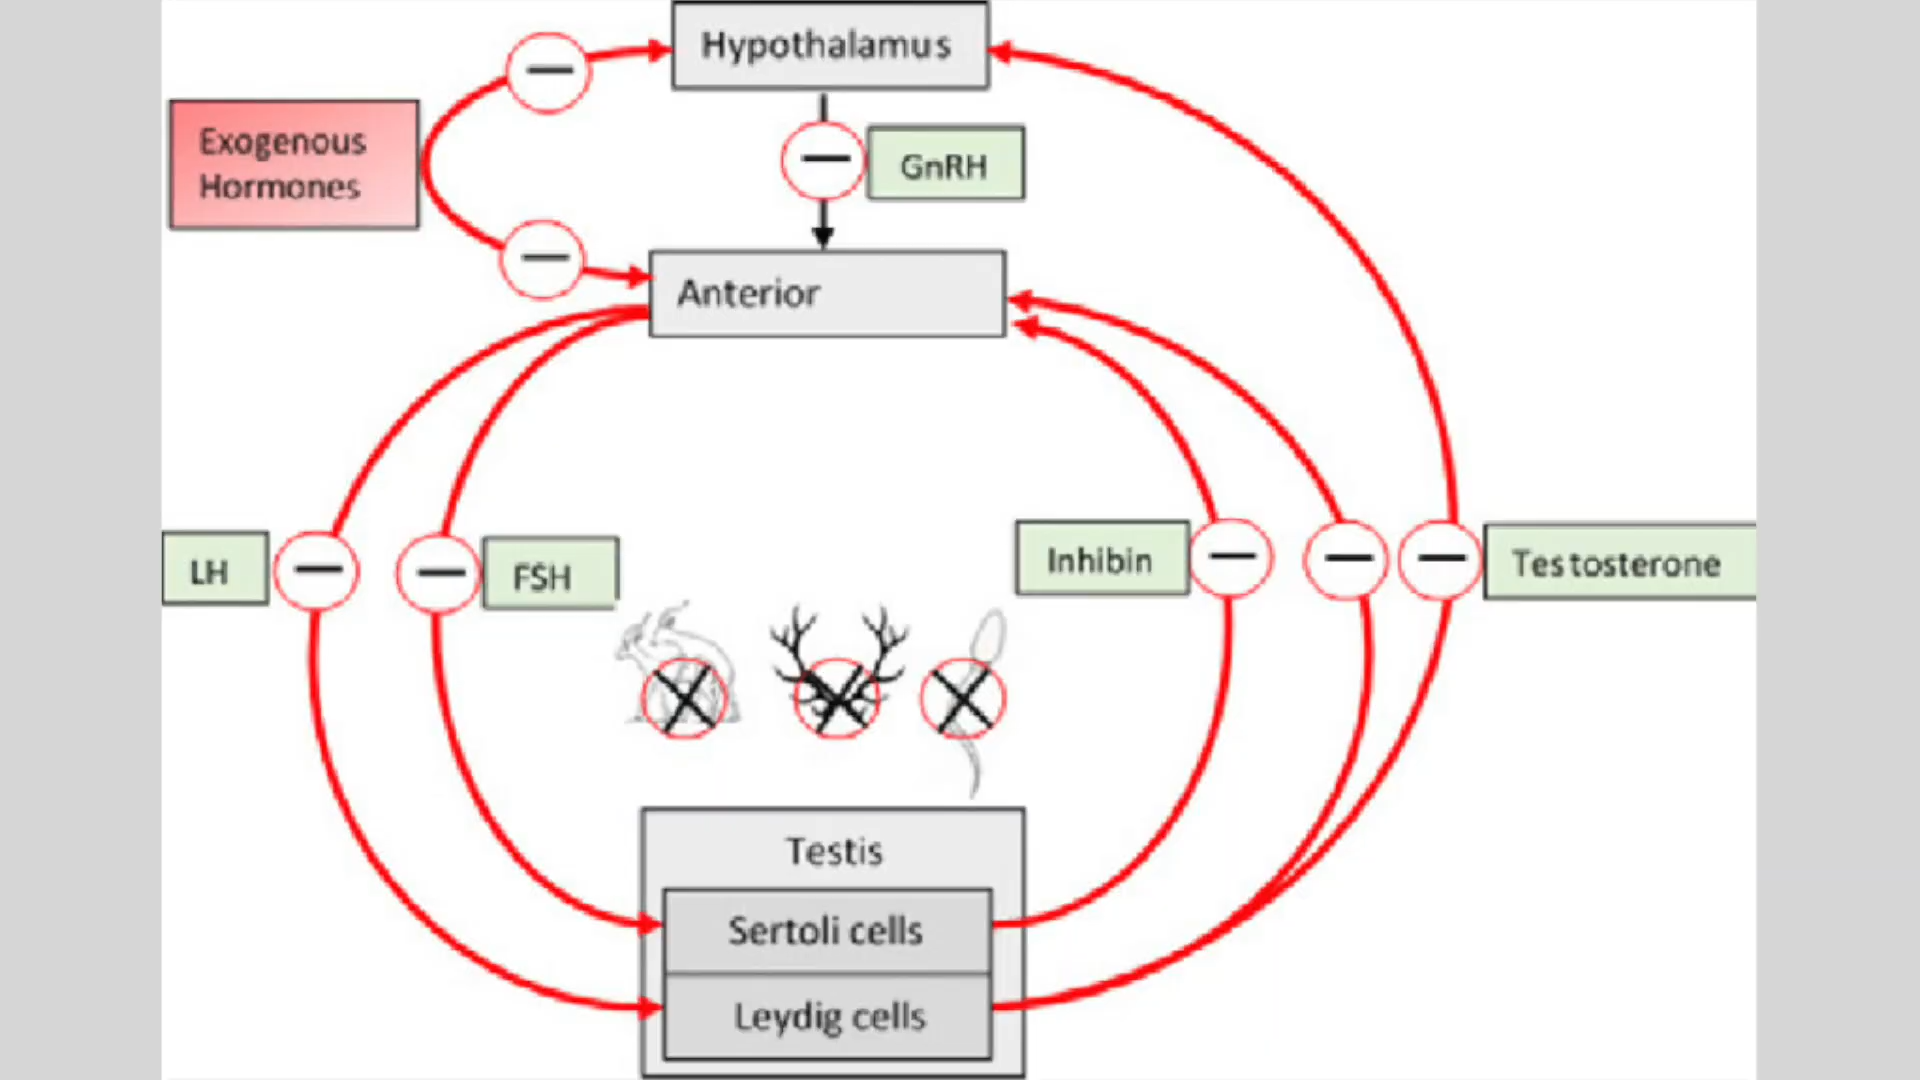 Hypothalamus
Exogenous
Hormones
GnRH
Anterior
LH
FSH
Inhibin
Testosterone
Testis
Sertoli cells
Leydig cells